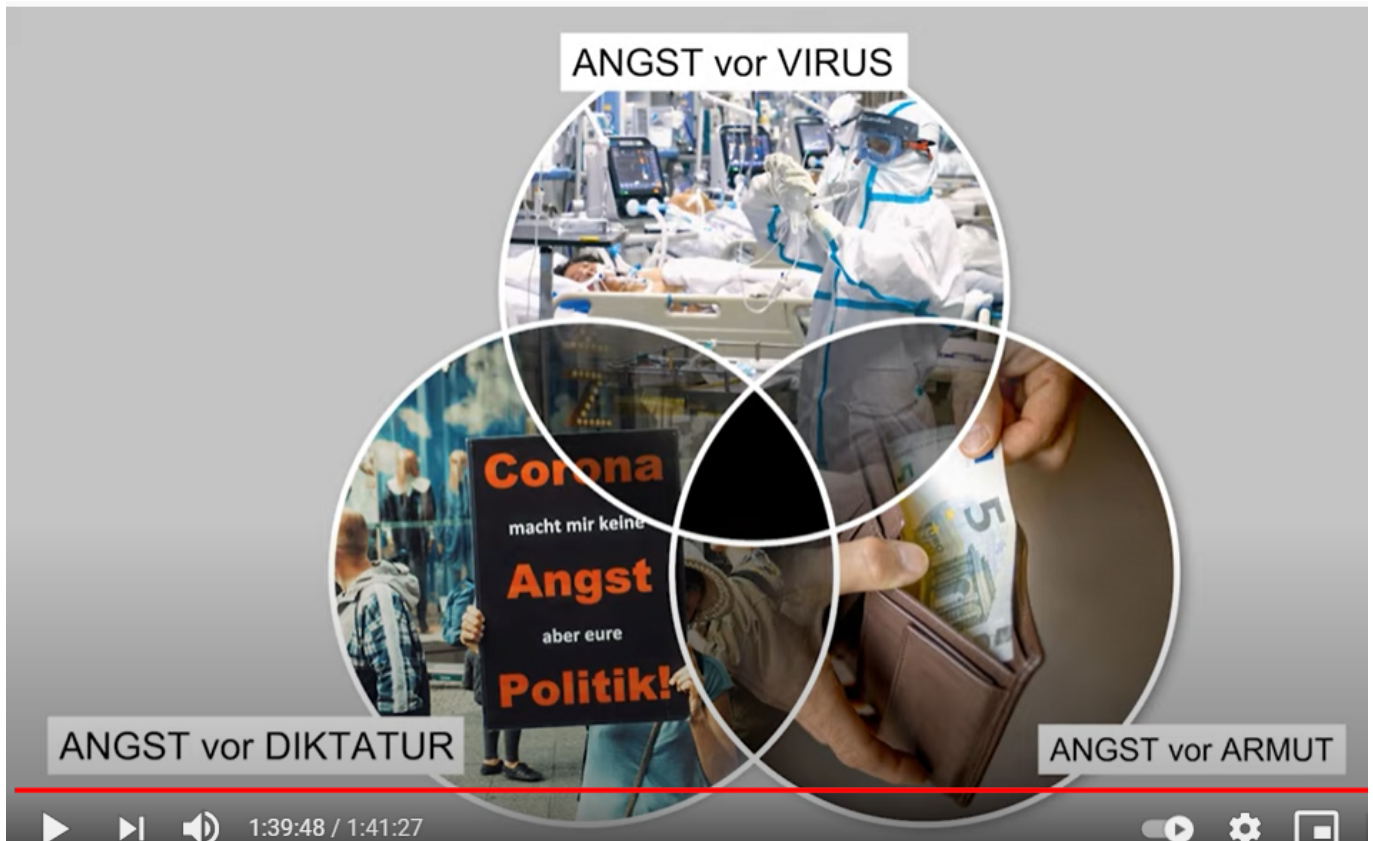 ANGST vor VIRUS
Corona
macht mir keine
Angst
aber eure
Politik!
5
5
ANGST vor DIKTATUR
ANGST vor ARMUT
1:39:48 / 1:41:27